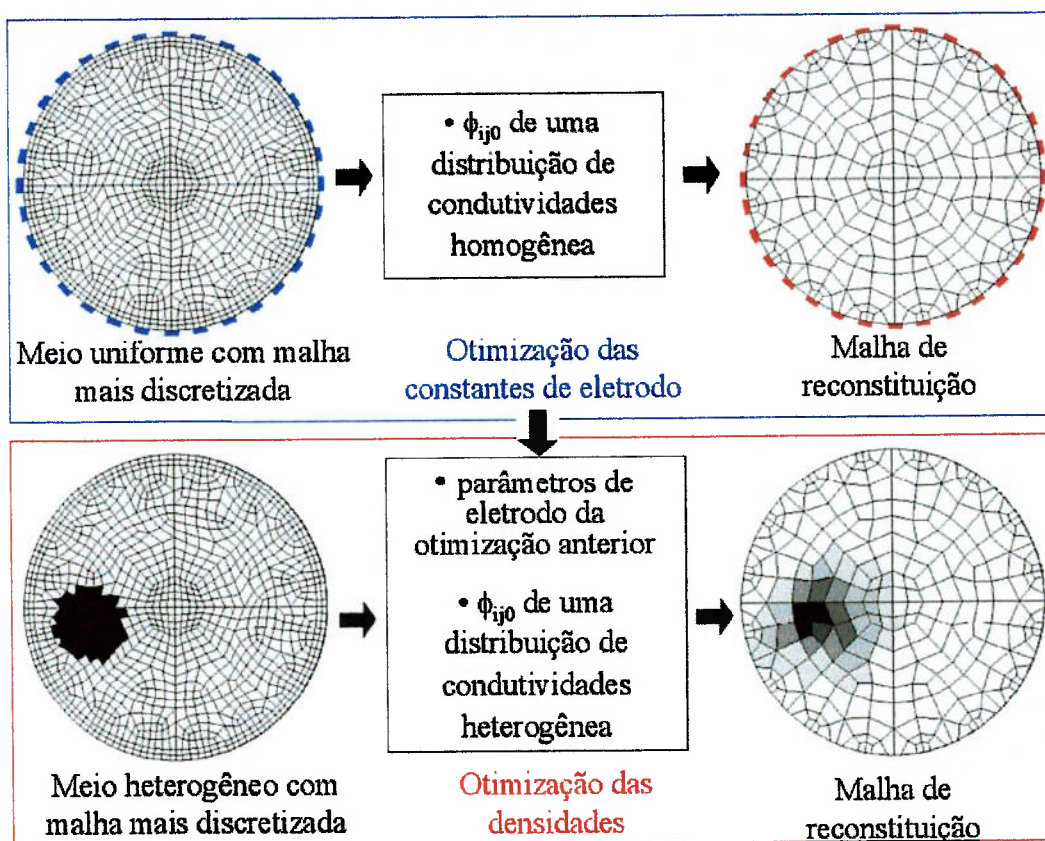 • ϕij0 de uma
distribuição de
condutividades
homogênea
Meio uniforme com malha
mais discretizada
Otimização das
constantes de eletrodo
Malha de
reconstituição
• parâmetros de
eletrodo da
otimização anterior
• ϕij0 de uma
distribuição de
condutividades
heterogênea
Meio heterogêneo com
malha mais discretizada
Otimização das
densidades
Malha de
reconstituição